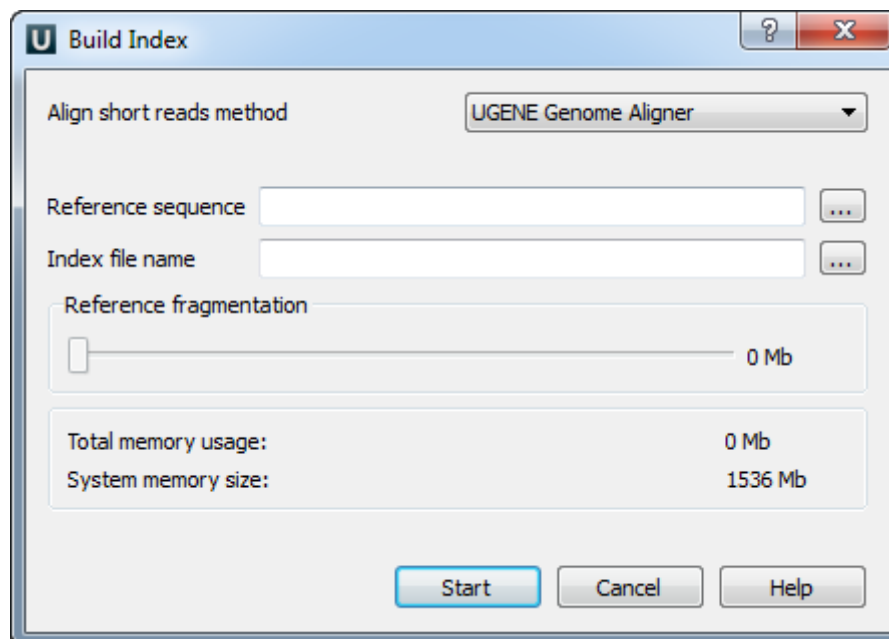 U Build Index ? X
Align short reads method UGENE Genome Aligner
Reference sequence ...
Index file name ...
Reference fragmentation
0 Mb
Total memory usage: 0 Mb
System memory size: 1536 Mb
Start Cancel Help